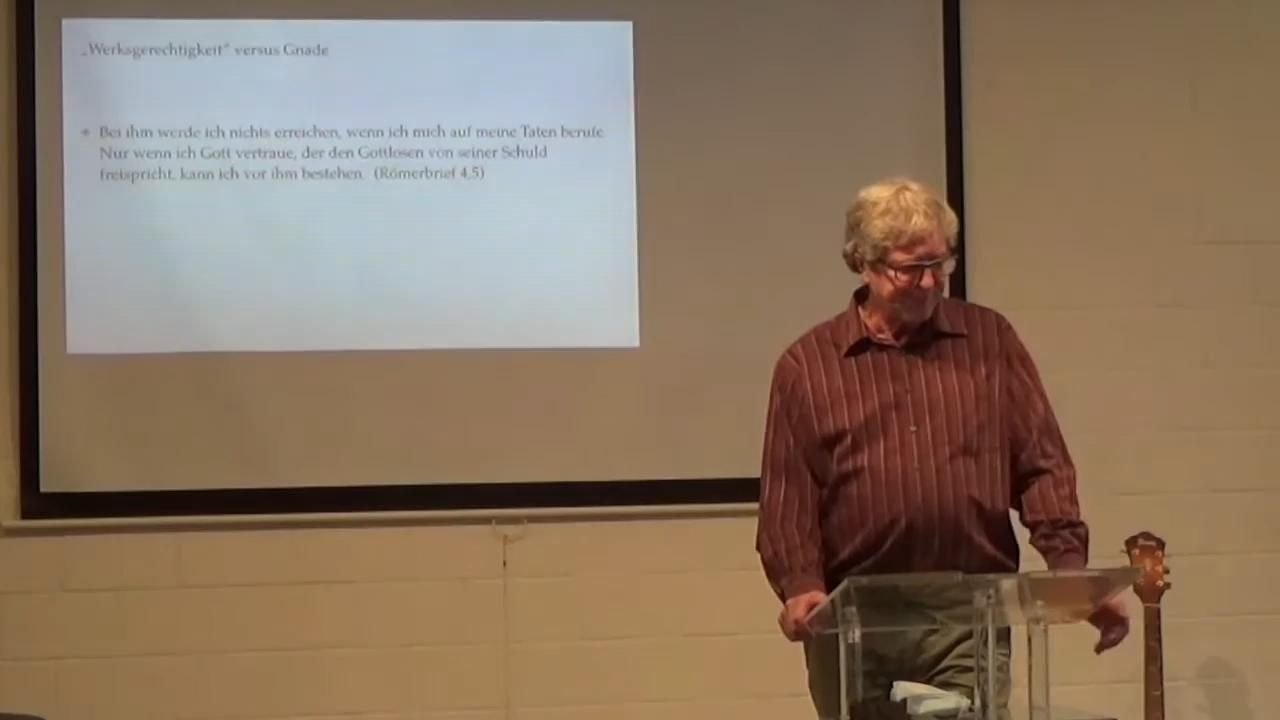 „Werksgerechtigkeit“ versus Gnade
Bei ihm werde ich nichts erreichen, wenn ich mich auf meine Taten berufe.
Nur wenn ich Gott vertraue, der den Gottlosen von seiner Schuld
freispricht, kann ich vor ihm bestehen. (Römerbrief 4,5)